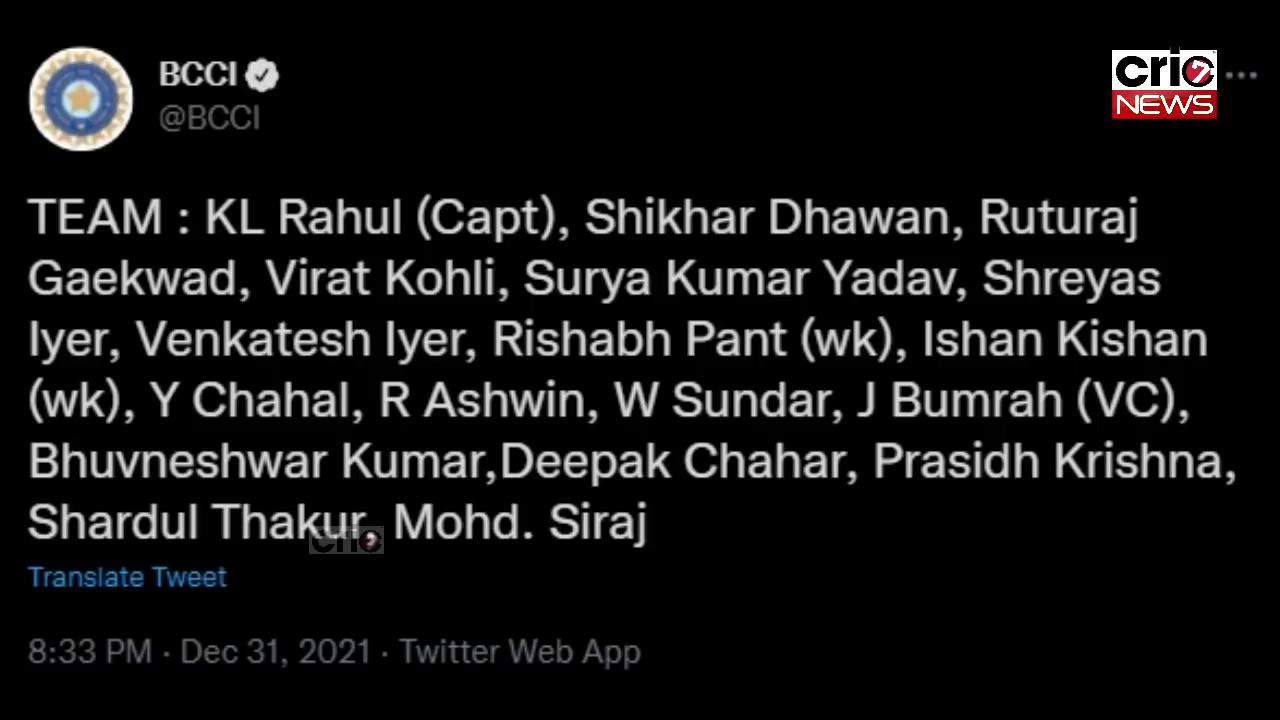 BCCI
@BCCI
cric7
NEWS
TEAM : KL Rahul (Capt), Shikhar Dhawan, Ruturaj
Gaekwad, Virat Kohli, Surya Kumar Yadav, Shreyas
Iyer, Venkatesh Iyer, Rishabh Pant (wk), Ishan Kishan
(wk), Y Chahal, R Ashwin, W Sundar, J Bumrah (VC),
Bhuvneshwar Kumar,Deepak Chahar, Prasidh Krishna,
Shardul Thakur, Mohd. Siraj
cric7
Translate Tweet
8:33 PM · Dec 31, 2021 · Twitter Web App